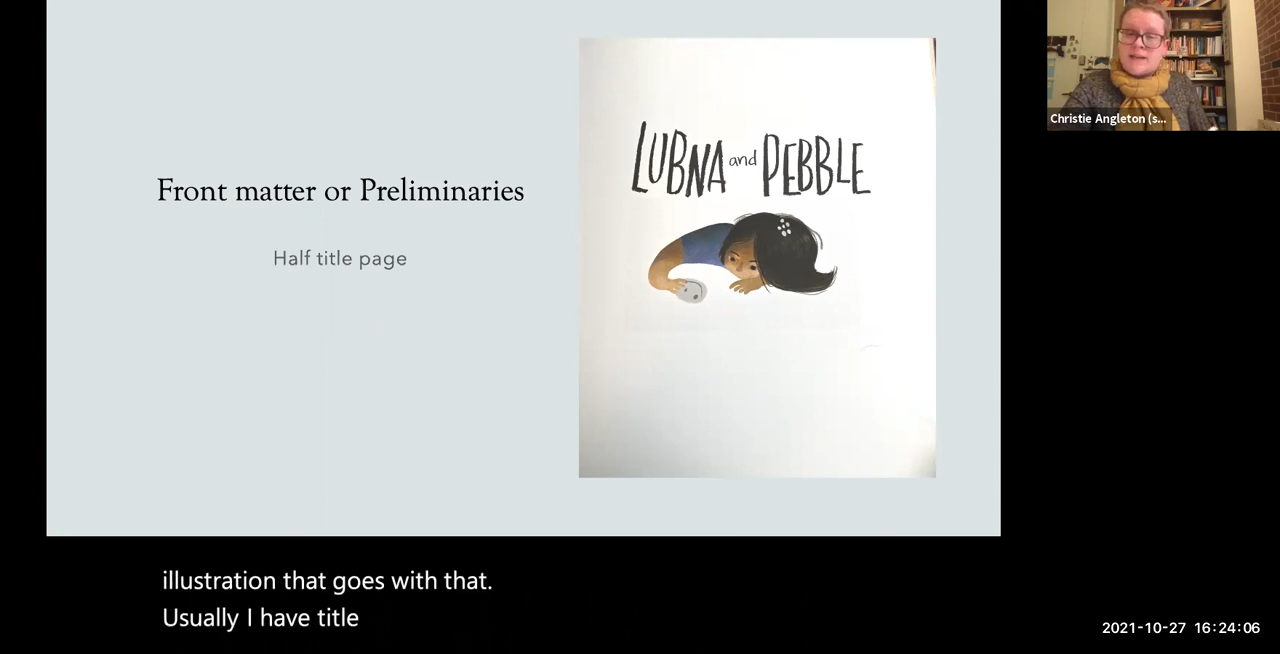 Front matter or Preliminaries
Half title page
LUBNA and PEBBLE
Christie Angleton (s...
illustration that goes with that.
Usually I have title
2021-10-27 16:24:06